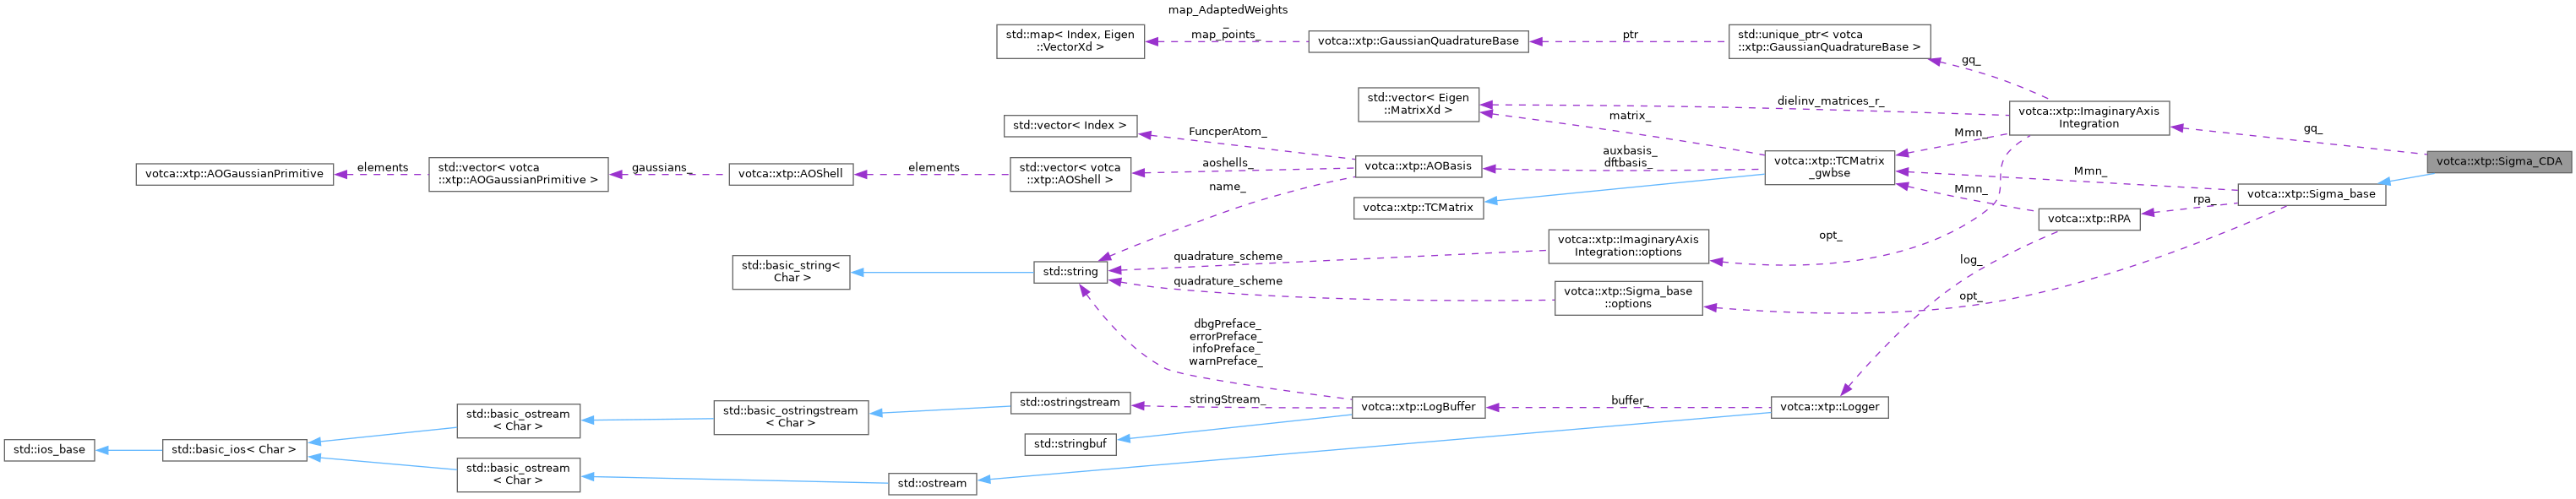 map_AdaptedWeights
_
map_points_
std::map< Index, Eigen
::VectorXd >
votca::xtp::GaussianQuadratureBase
ptr
std::unique_ptr< votca
::xtp::GaussianQuadratureBase >
gq_
std::vector< Eigen
::MatrixXd >
dielinv_matrices_r_
matrix_
votca::xtp::ImaginaryAxis
Integration
gq_
votca::xtp::Sigma_CDA
std::vector< Index >
FuncperAtom_
Mmn_
votca::xtp::AOGaussianPrimitive
elements
std::vector< votca
::xtp::AOGaussianPrimitive >
gaussians_
votca::xtp::AOShell
elements
std::vector< votca
::xtp::AOShell >
aoshells_
name_
votca::xtp::AOBasis
auxbasis_
dftbasis_
votca::xtp::TCMatrix
_gwbse
Mmn_
Mmn_
votca::xtp::Sigma_base
rpa_
votca::xtp::TCMatrix
votca::xtp::RPA
opt_
votca::xtp::ImaginaryAxis
Integration::options
quadrature_scheme
std::basic_string<
Char >
std::string
log_
quadrature_scheme
votca::xtp::Sigma_base
::options
opt_
dbgPreface_
errorPreface_
infoPreface_
warnPreface_
std::ostringstream
stringStream_
votca::xtp::LogBuffer
buffer_
votca::xtp::Logger
std::basic_ostream
< Char >
std::basic_ostringstream
< Char >
std::stringbuf
std::ios_base
std::basic_ios< Char >
std::basic_ostream
< Char >
std::ostream